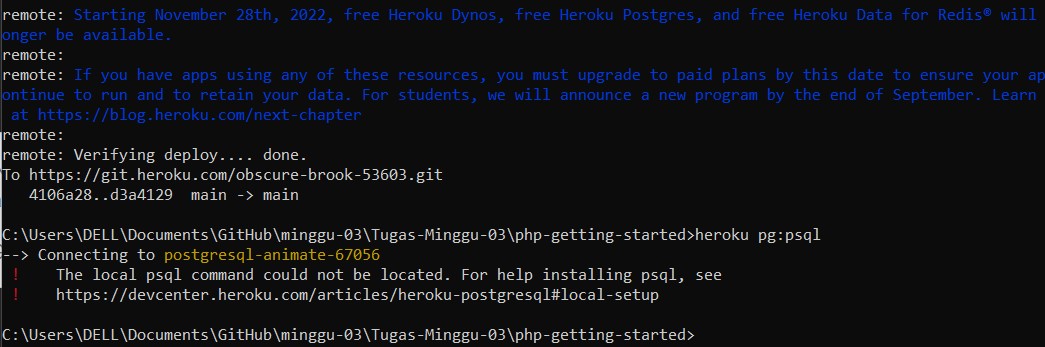 remote: Starting November 28th, 2022, free Heroku Dynos, free Heroku Postgres, and free Heroku Data for Redis® will
onger be available.
remote:
remote: If you have apps using any of these resources, you must upgrade to paid plans by this date to ensure your ap
ontinue to run and to retain your data. For students, we will announce a new program by the end of September. Learn
at https://blog.heroku.com/next-chapter
remote:
remote: Verifying deploy.... done.
To https://git.heroku.com/obscure-brook-53603.git
4106a28..d3a4129  main -> main
C:\Users\DELL\Documents\GitHub\minggu-03\Tugas-Minggu-03\php-getting-started>heroku pg:psql
--> Connecting to postgresql-animate-67056
!    The local psql command could not be located. For help installing psql, see
!    https://devcenter.heroku.com/articles/heroku-postgresql#local-setup
C:\Users\DELL\Documents\GitHub\minggu-03\Tugas-Minggu-03\php-getting-started>